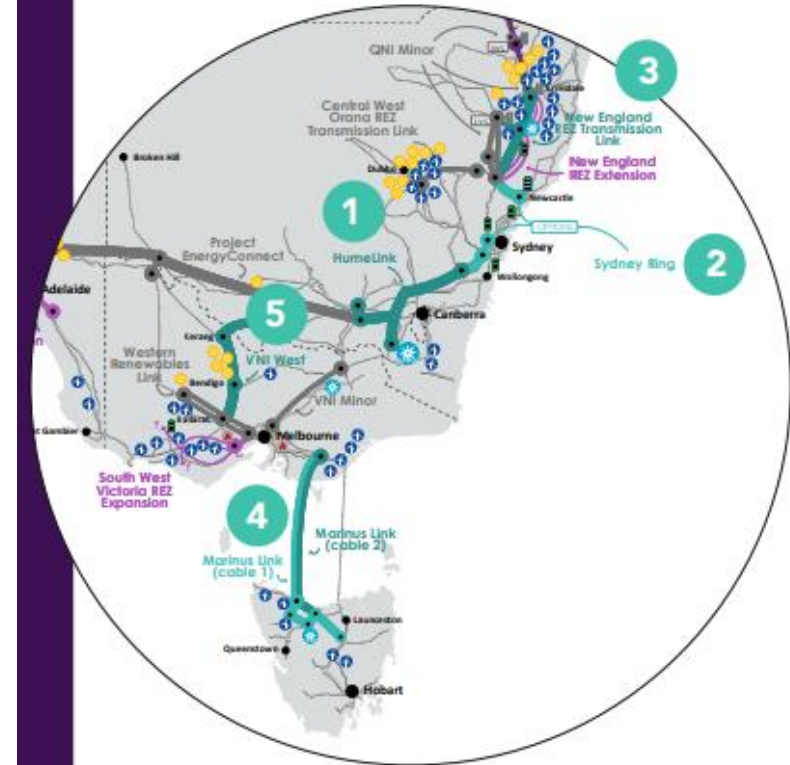 QNI Minor
3
Armidale
Central West
Orana REZ
Transmission Link
New England
REZ Transmission
Link
Broken Hill
Dubbo
New England
REZ Extension
1
Newcastle
Project
EnergyConnect
OPTIONS
Sydney
HumeLink
Sydney Ring
2
Wollongong
Adelaide
5
Canberra
Kerang
Western
Renewables
Link
VNI West
Bendigo
VNI Minor
Ballarat
t Gambier
Melbourne
South West
Victoria REZ
Expansion
4
Marinus Link
(cable 2)
Marinus Link
(cable 1)
Launceston
Queenstown
Hobart